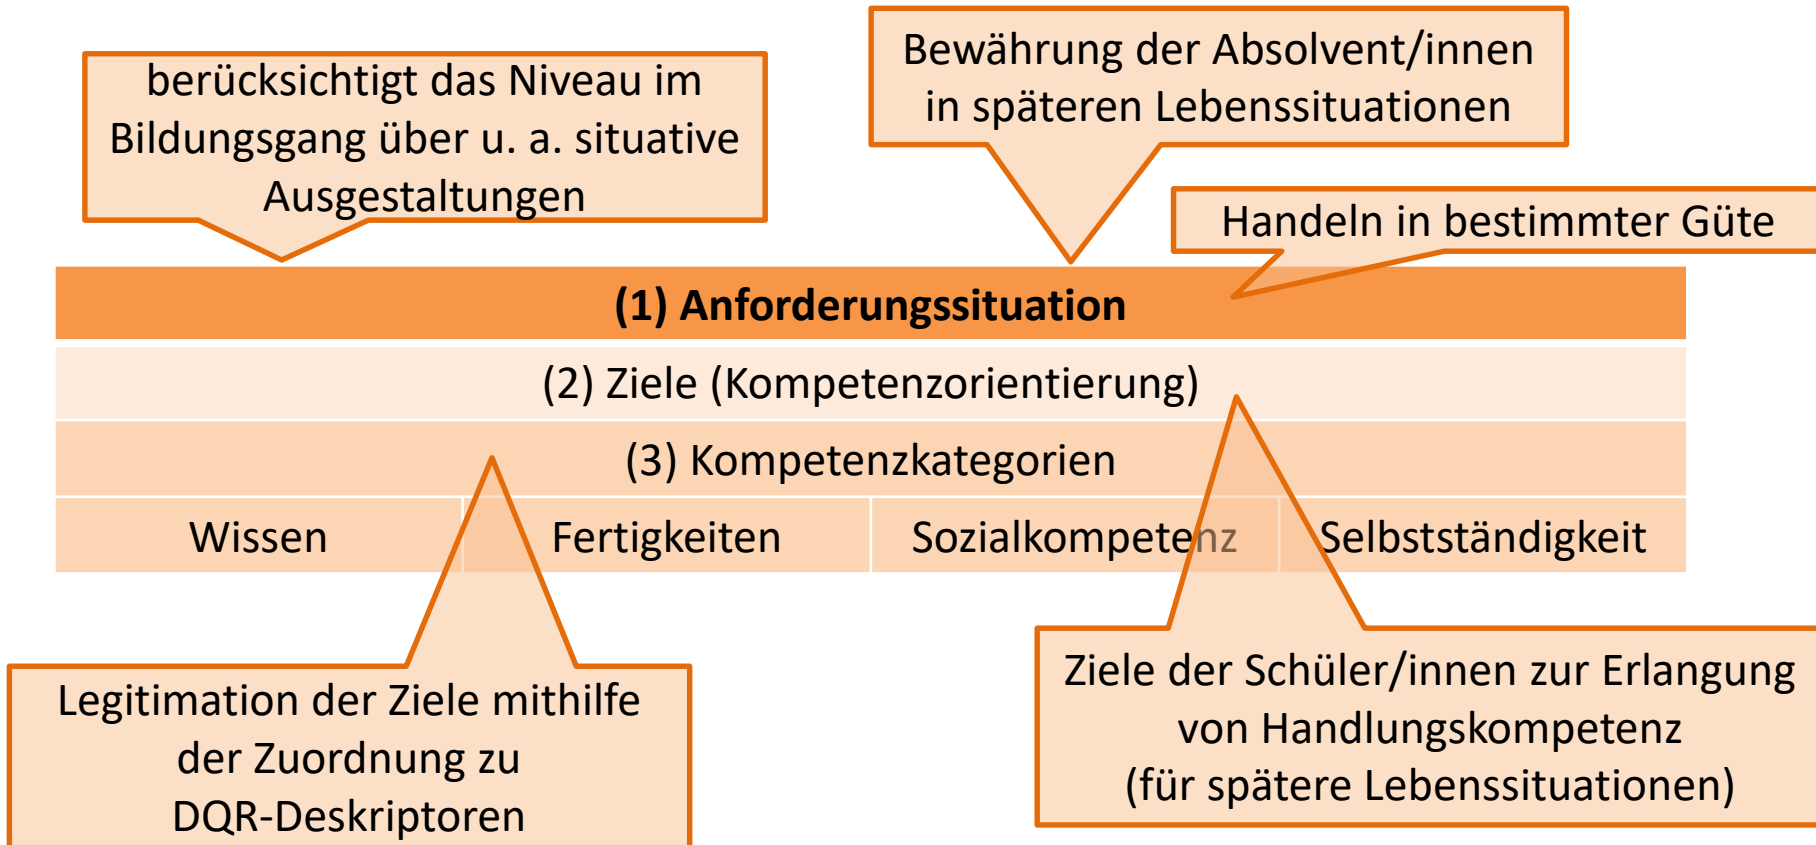 berücksichtigt das Niveau im
Bildungsgang über u. a. situative
Ausgestaltungen
Bewährung der Absolvent/innen
in späteren Lebenssituationen
Handeln in bestimmter Güte
(1) Anforderungssituation
(2) Ziele (Kompetenzorientierung)
(3) Kompetenzkategorien
Wissen Fertigkeiten Sozialkompetenz Selbstständigkeit
Legitimation der Ziele mithilfe
der Zuordnung zu
DQR-Deskriptoren
Ziele der Schüler/innen zur Erlangung
von Handlungskompetenz
(für spätere Lebenssituationen)